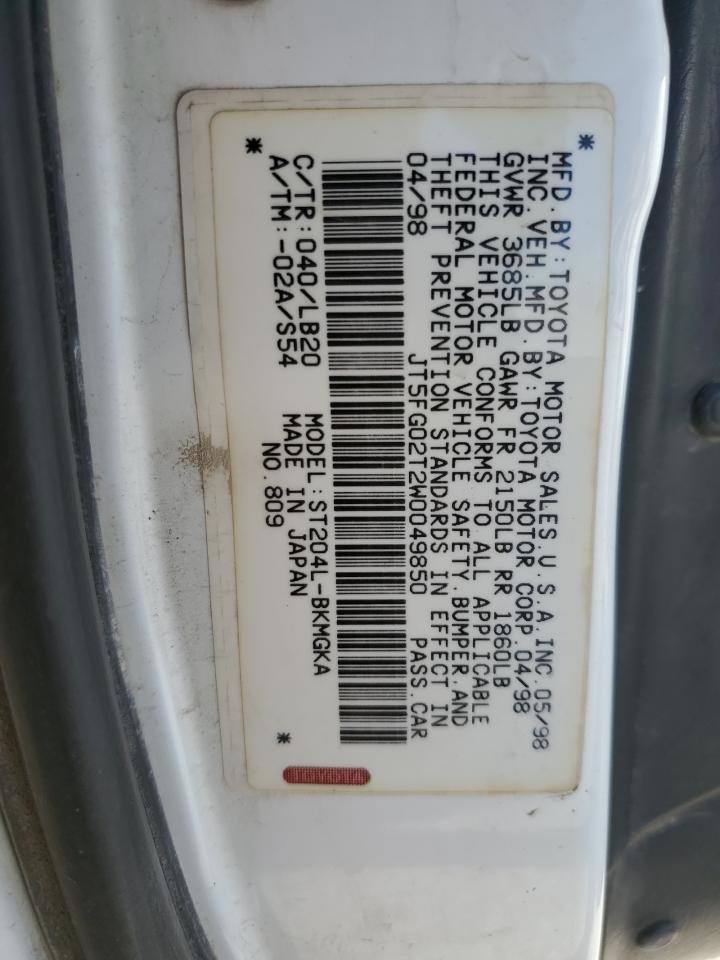 MFD.BY:TOYOTA MOTOR SALES.U.S.A.INC.05/98
INC.VEH.MFD.BY:TOYOTA MOTOR CORP.04/98
GVWR 3685LB GAWR FR 2150LB RR 1860LB
THIS VEHICLE CONFORMS TO ALL APPLICABLE
FEDERAL MOTOR VEHICLE SAFETY.BUMPER.AND
THEFT PREVENTION STANDARDS IN EFFECT IN
04/98 JT5FG02T2W0049850 PASS.CAR
C/TR:040/LB20 MODEL:ST204L-BKMGKA
A/TM:-02A/S54 MADE IN JAPAN
NO.809